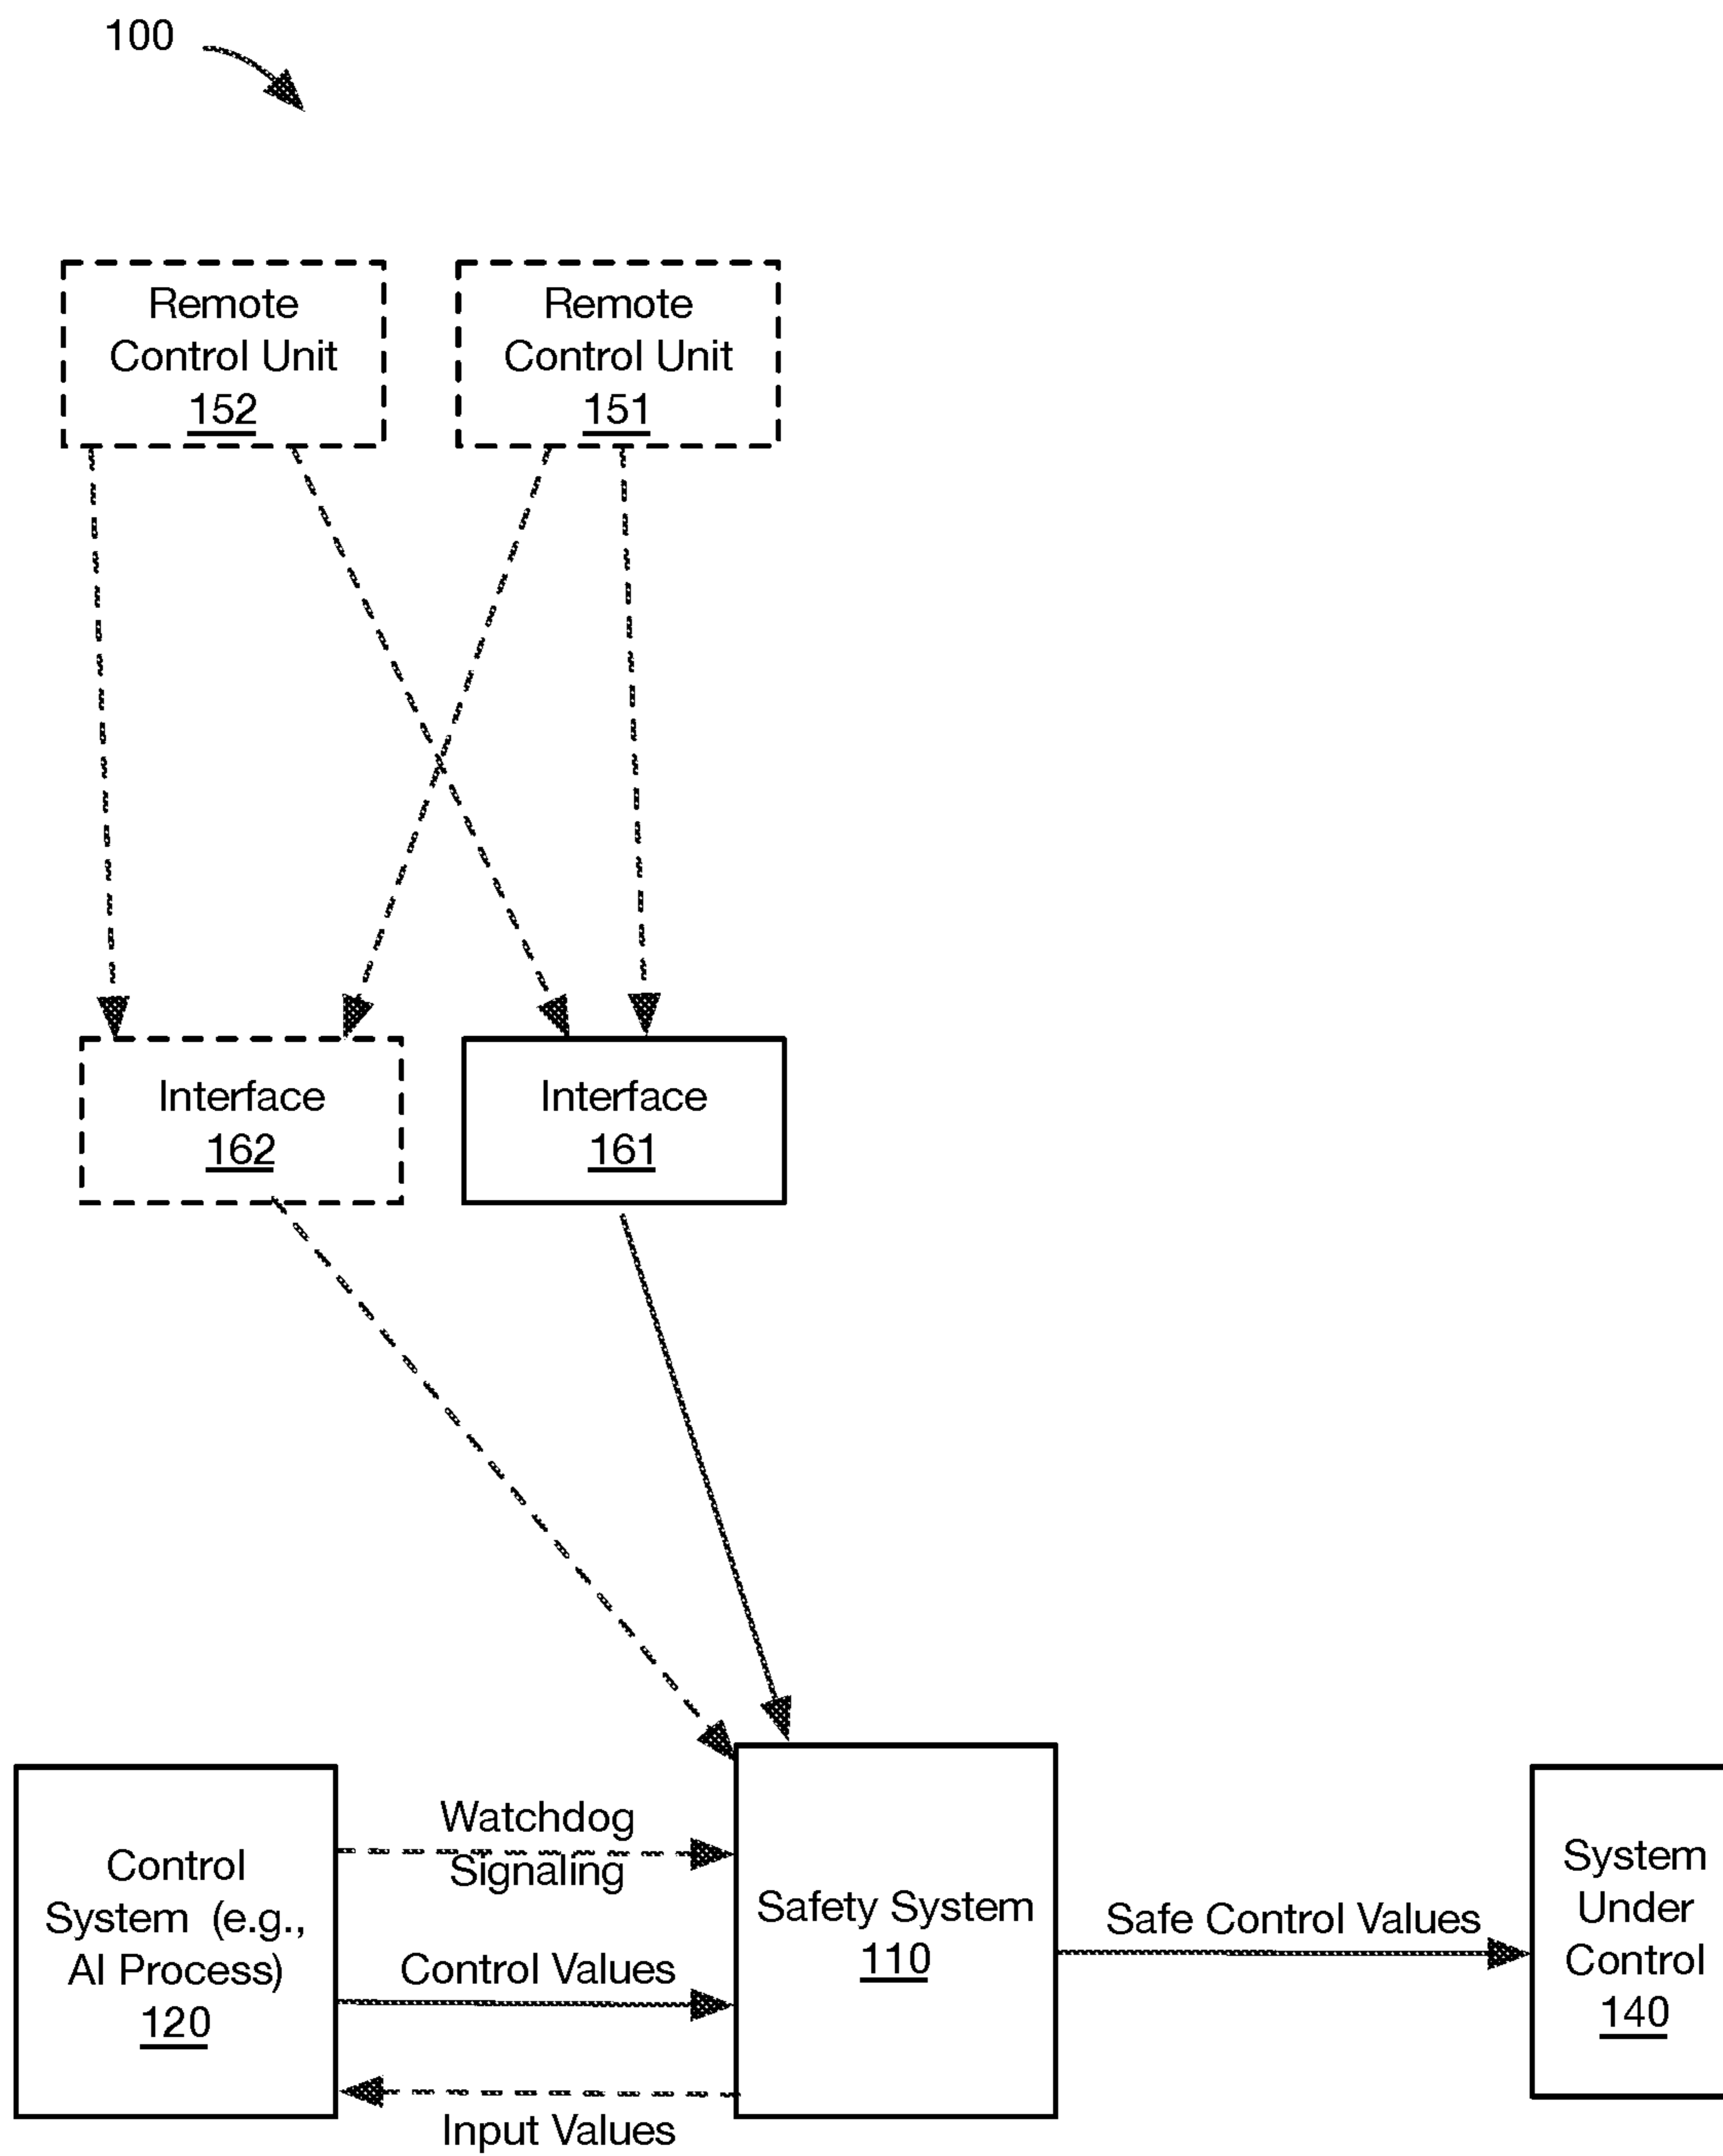 100
Remote
Control Unit
152
Remote
Control Unit
151
Interface
162
Interface
161
Control
System (e.g.,
AI Process)
120
Watchdog
Signaling
Control Values
Input Values
Safety System
110
Safe Control Values
System
Under
Control
140